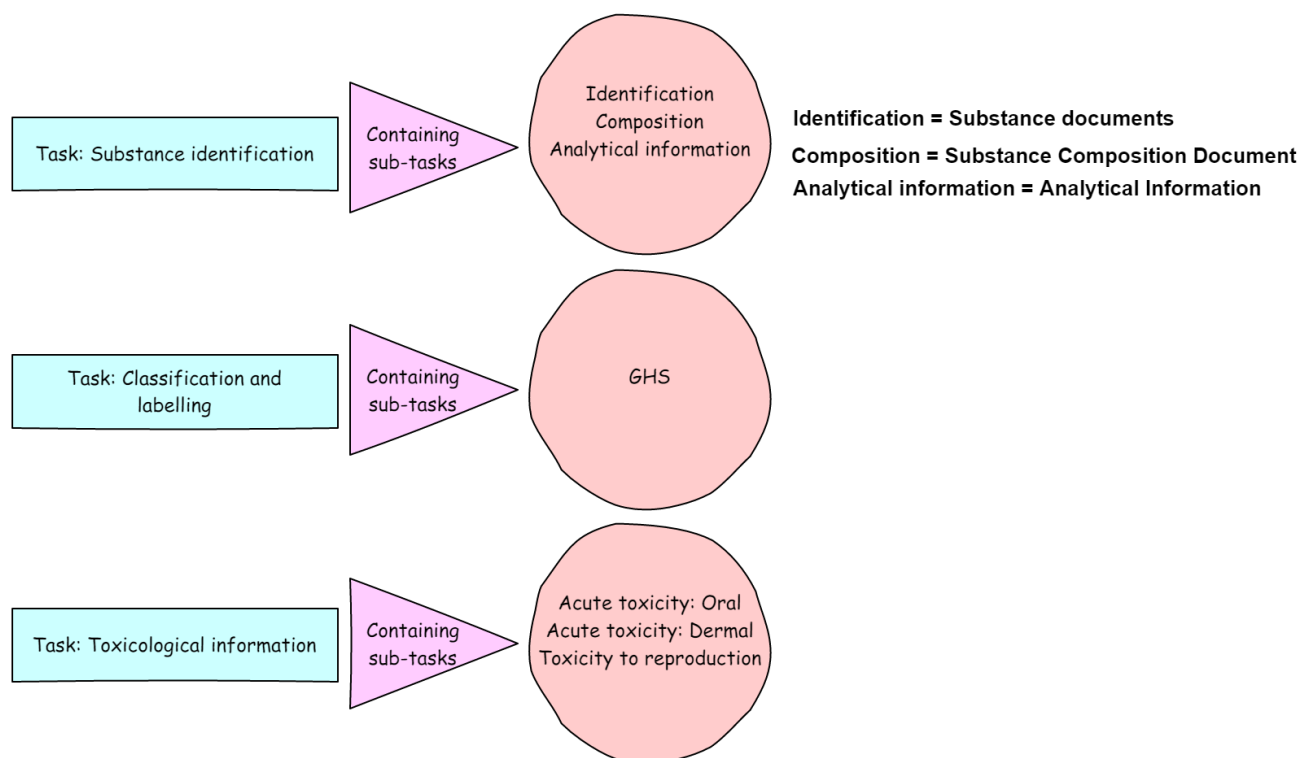 Task: Substance identification
Containing
sub-tasks
Identification
Composition
Analytical information
Identification = Substance documents
Composition = Substance Composition Document
Analytical information = Analytical Information
Task: Classification and
labelling
Containing
sub-tasks
GHS
Task: Toxicological information
Containing
sub-tasks
Acute toxicity: Oral
Acute toxicity: Dermal
Toxicity to reproduction